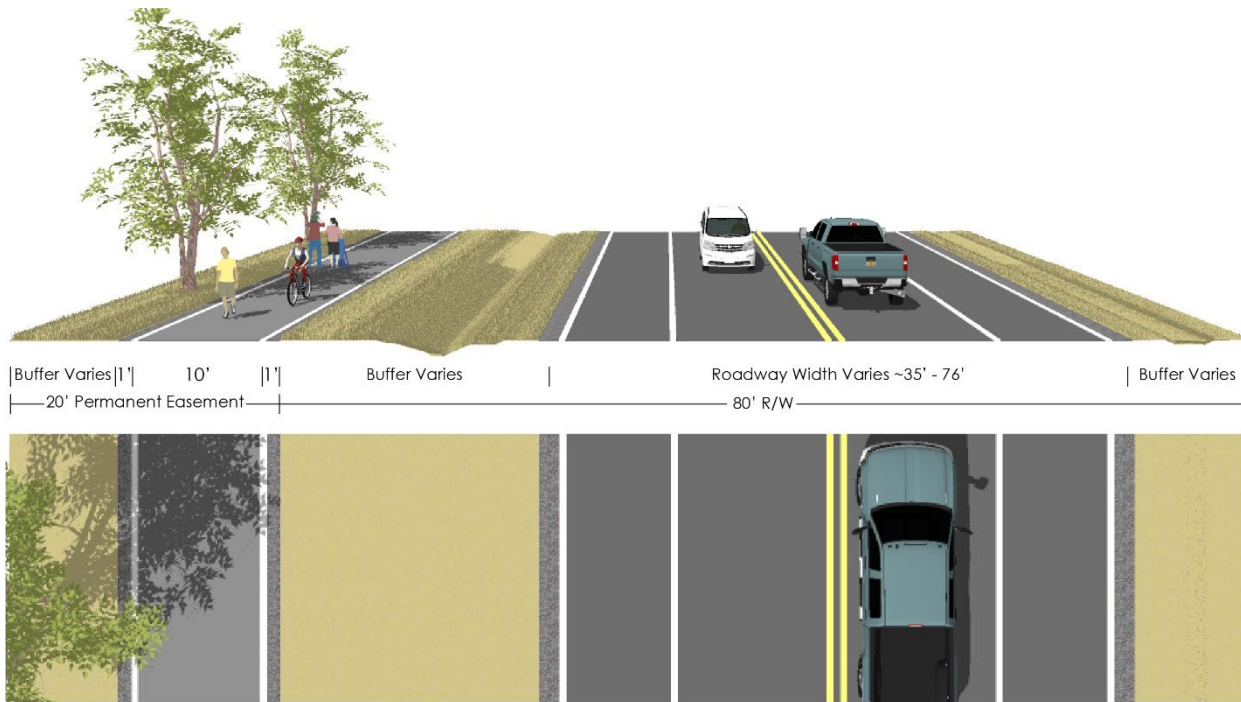 Buffer Varies 1’ 10’ 1’ Buffer Varies Roadway Width Varies ~35’ - 76’ Buffer Varies
20’ Permanent Easement 80’ R/W